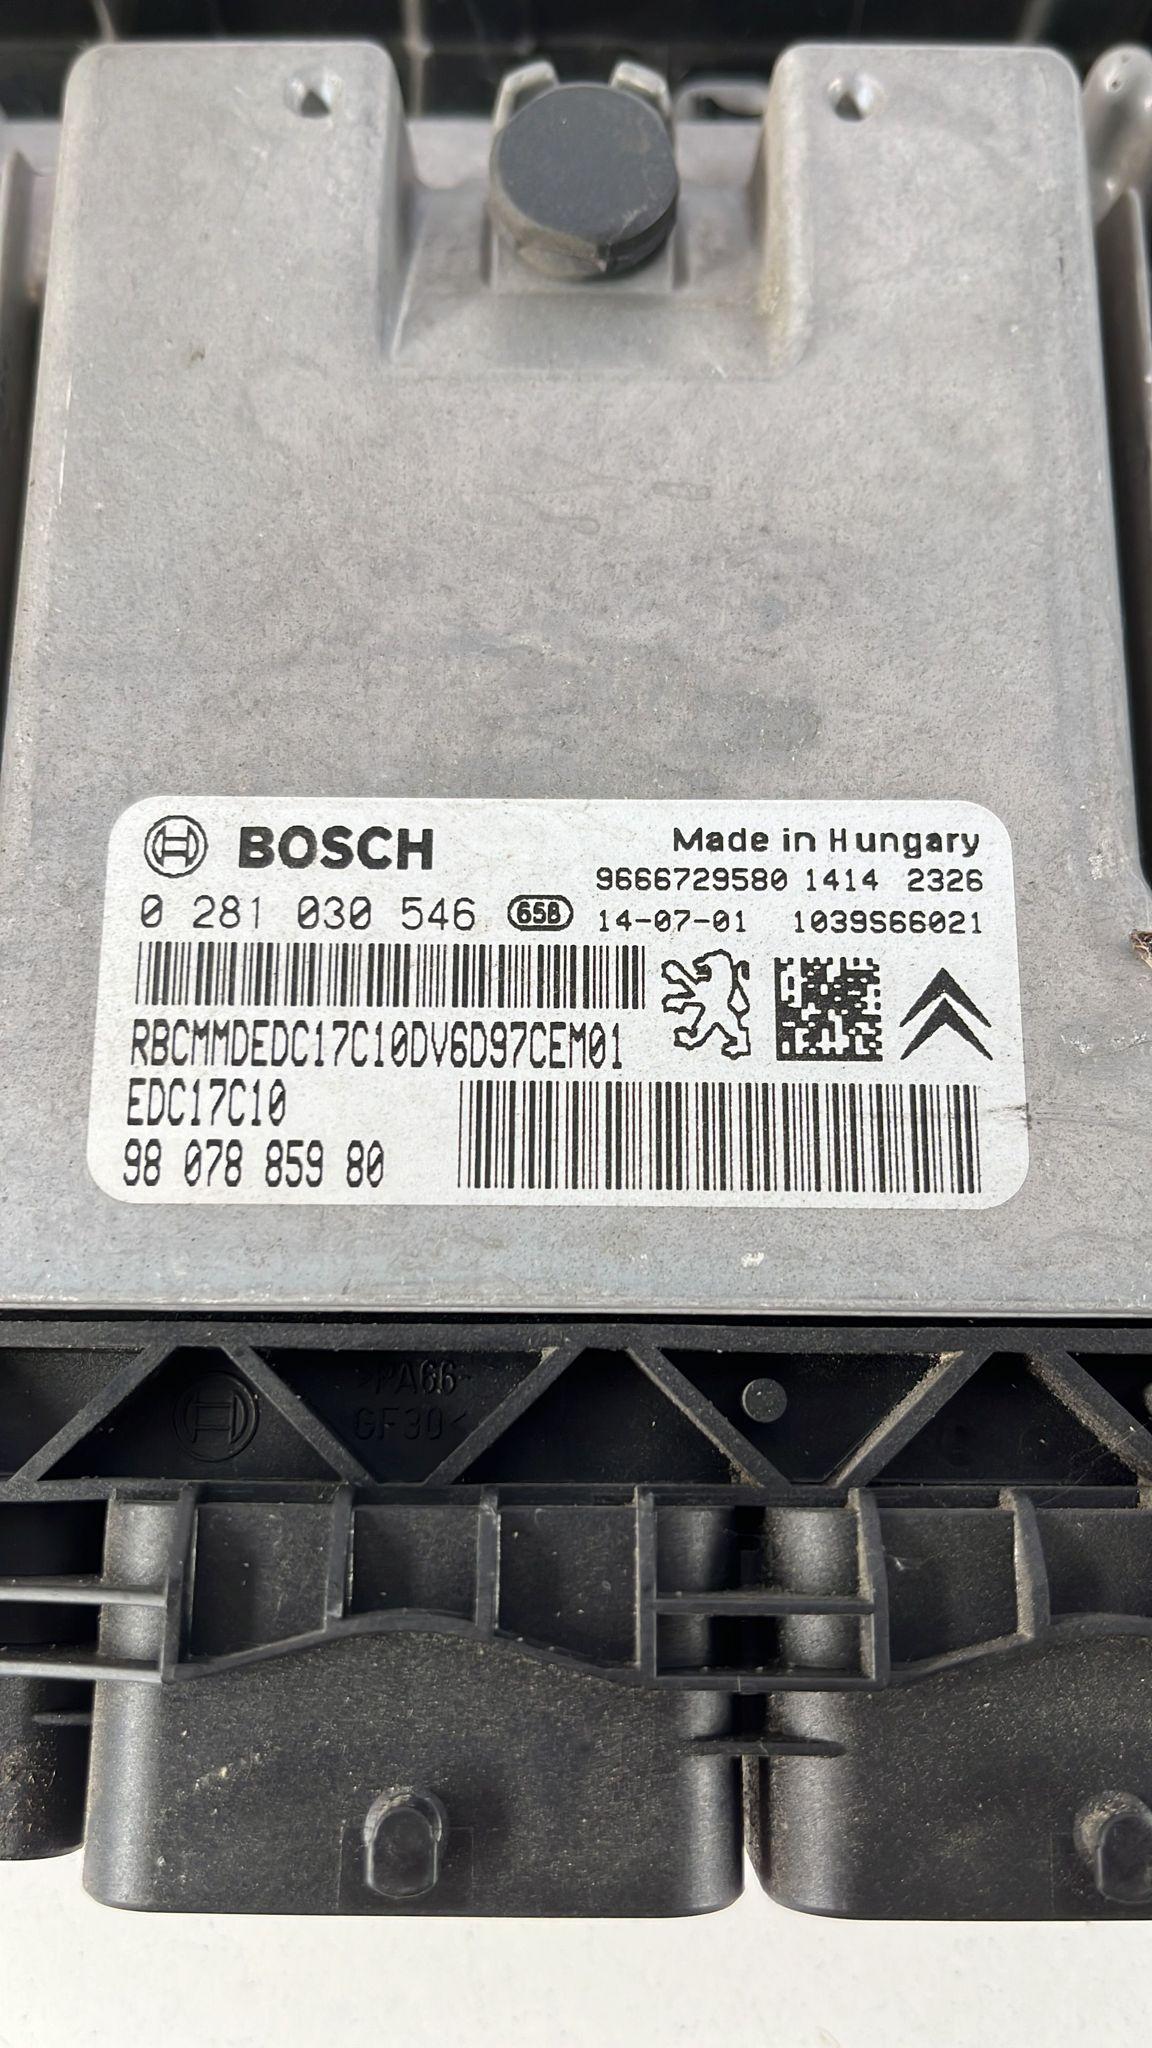 BOSCH
Made in Hungary
9666729580 1414 2326
0 281 030 546 65B 14-07-01 1039S66021
RBCMMDEDC17C10DV6D97CEM01
EDC17C10
98 078 859 80
>PA66-
GF30<